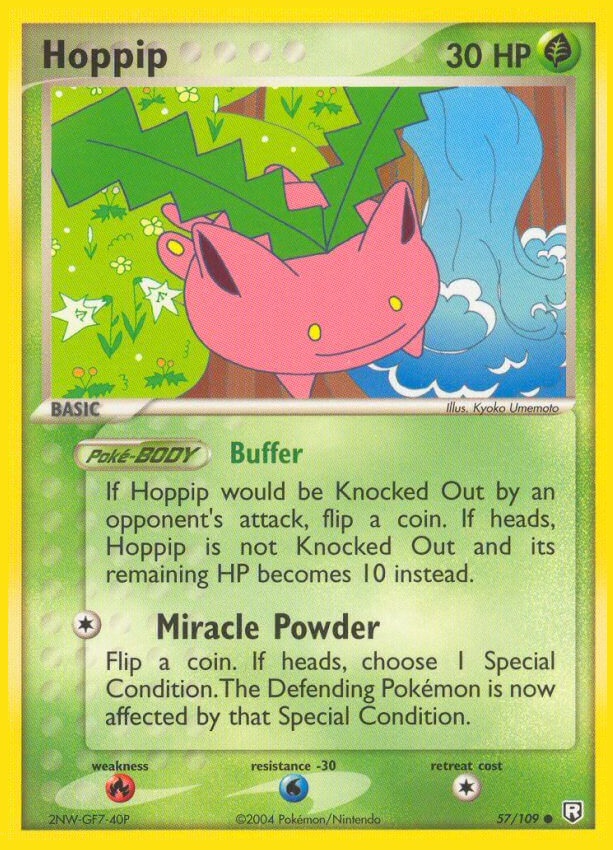 Hoppip 30 HP
BASIC Illus. Kyoko Umemoto
Poké-BODY Buffer
If Hoppip would be Knocked Out by an
opponent's attack, flip a coin. If heads,
Hoppip is not Knocked Out and its
remaining HP becomes 10 instead.
Miracle Powder
Flip a coin. If heads, choose 1 Special
Condition.The Defending Pokémon is now
affected by that Special Condition.
weakness resistance -30 retreat cost
2NW-GF7-40P ©2004 Pokémon/Nintendo 57/109 ● R